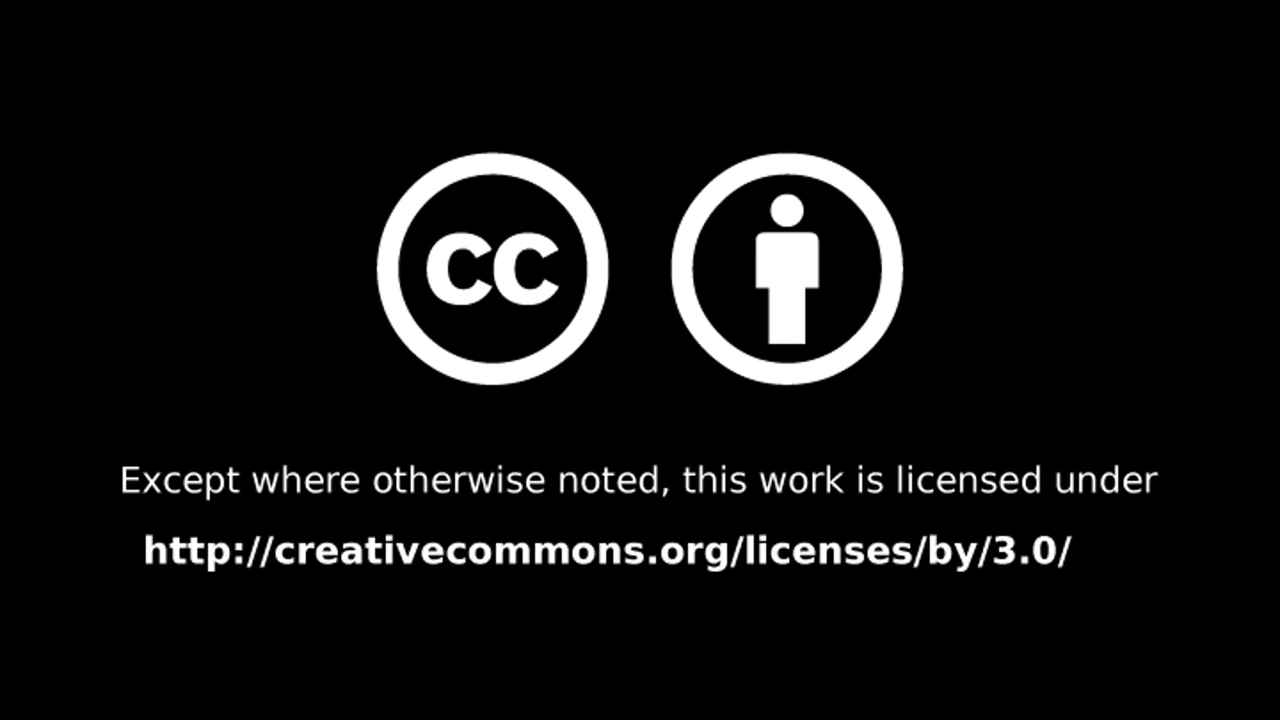 cc
Except where otherwise noted, this work is licensed under
http://creativecommons.org/licenses/by/3.0/